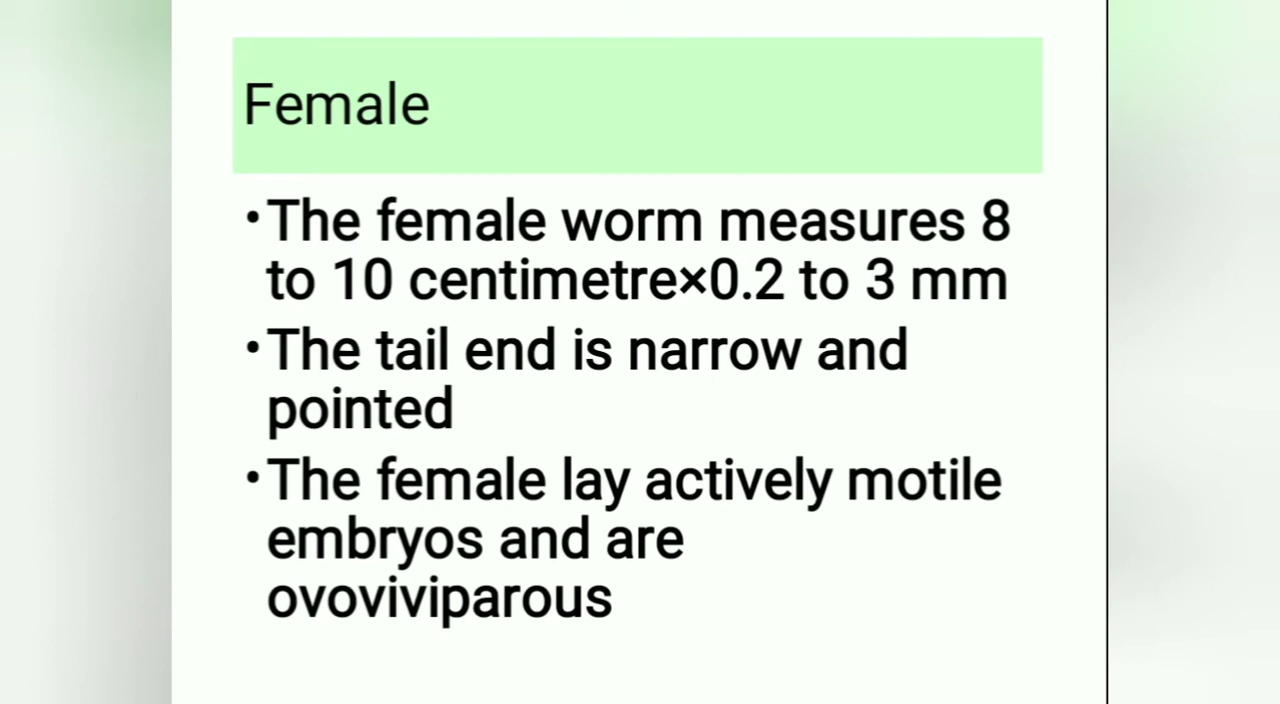 Female
•The female worm measures 8
to 10 centimetre×0.2 to 3 mm
•The tail end is narrow and
pointed
•The female lay actively motile
embryos and are
ovoviviparous